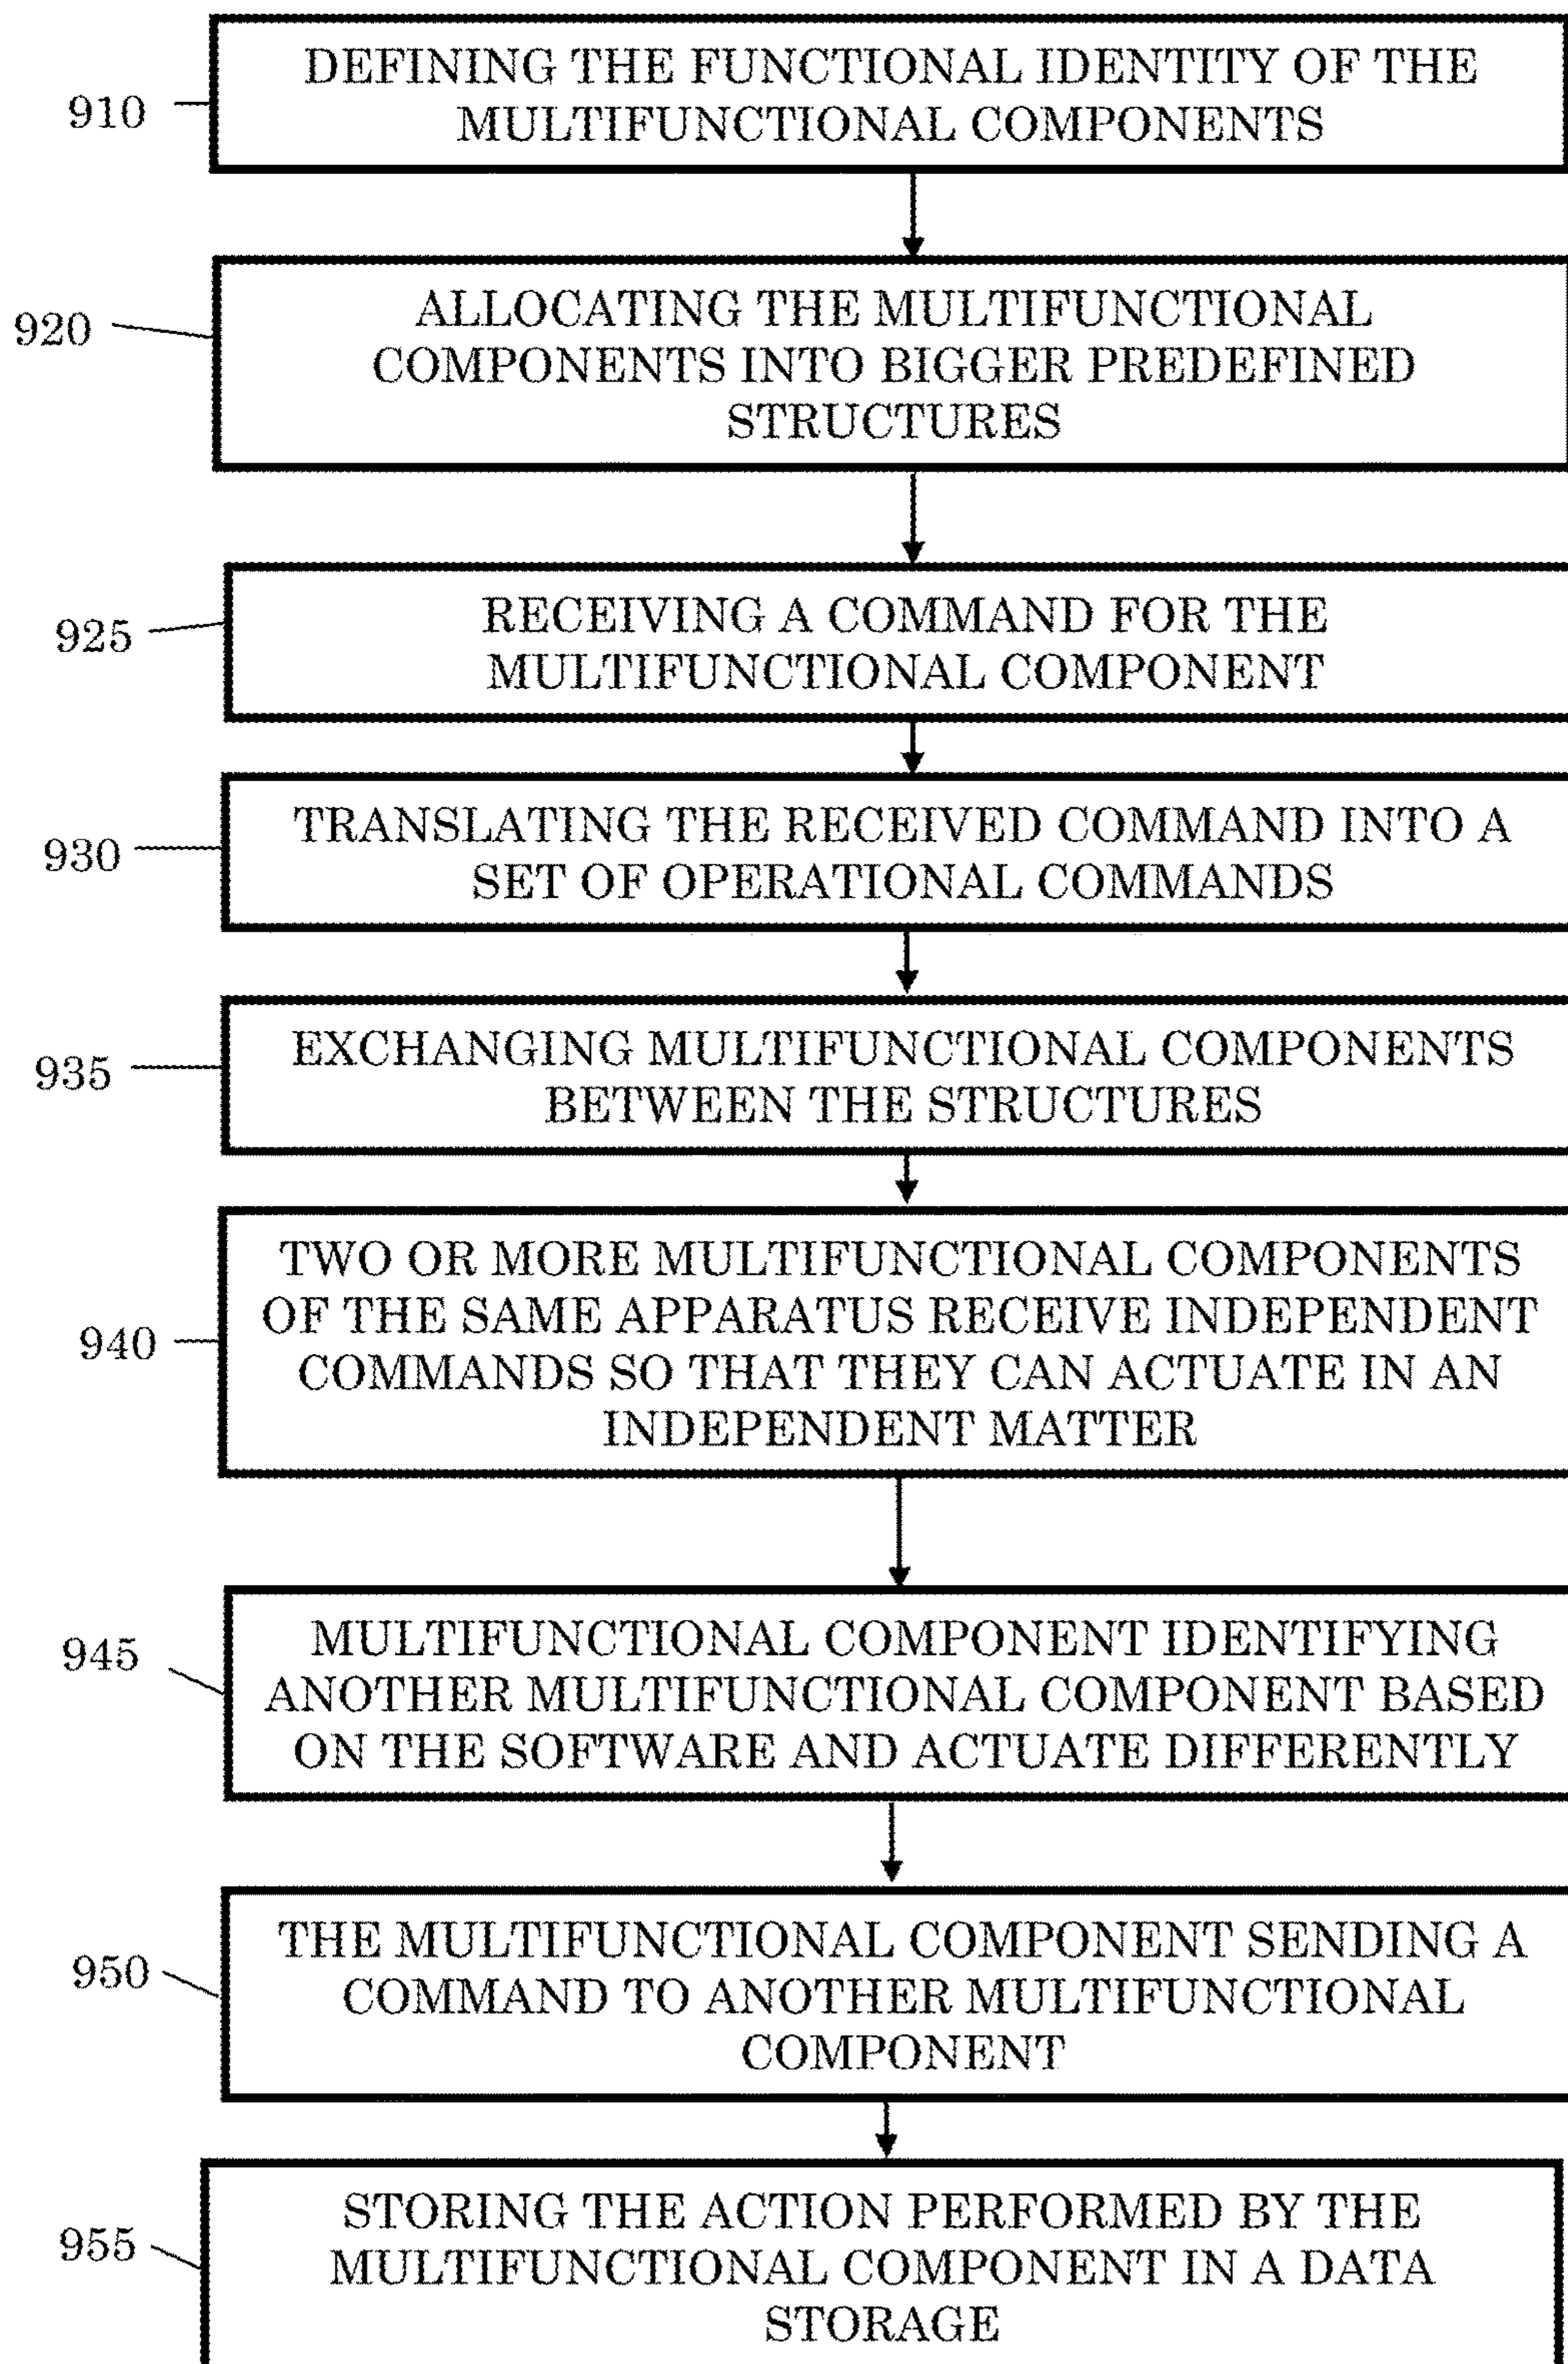 DEFINING THE FUNCTIONAL IDENTITY OF THE
MULTIFUNCTIONAL COMPONENTS
910
ALLOCATING THE MULTIFUNCTIONAL
COMPONENTS INTO BIGGER PREDEFINED
STRUCTURES
920
RECEIVING A COMMAND FOR THE
MULTIFUNCTIONAL COMPONENT
925
TRANSLATING THE RECEIVED COMMAND INTO A
SET OF OPERATIONAL COMMANDS
930
EXCHANGING MULTIFUNCTIONAL COMPONENTS
BETWEEN THE STRUCTURES
935
TWO OR MORE MULTIFUNCTIONAL COMPONENTS
OF THE SAME APPARATUS RECEIVE INDEPENDENT
COMMANDS SO THAT THEY CAN ACTUATE IN AN
INDEPENDENT MATTER
940
MULTIFUNCTIONAL COMPONENT IDENTIFYING
ANOTHER MULTIFUNCTIONAL COMPONENT BASED
ON THE SOFTWARE AND ACTUATE DIFFERENTLY
945
THE MULTIFUNCTIONAL COMPONENT SENDING A
COMMAND TO ANOTHER MULTIFUNCTIONAL
COMPONENT
950
STORING THE ACTION PERFORMED BY THE
MULTIFUNCTIONAL COMPONENT IN A DATA
STORAGE
955